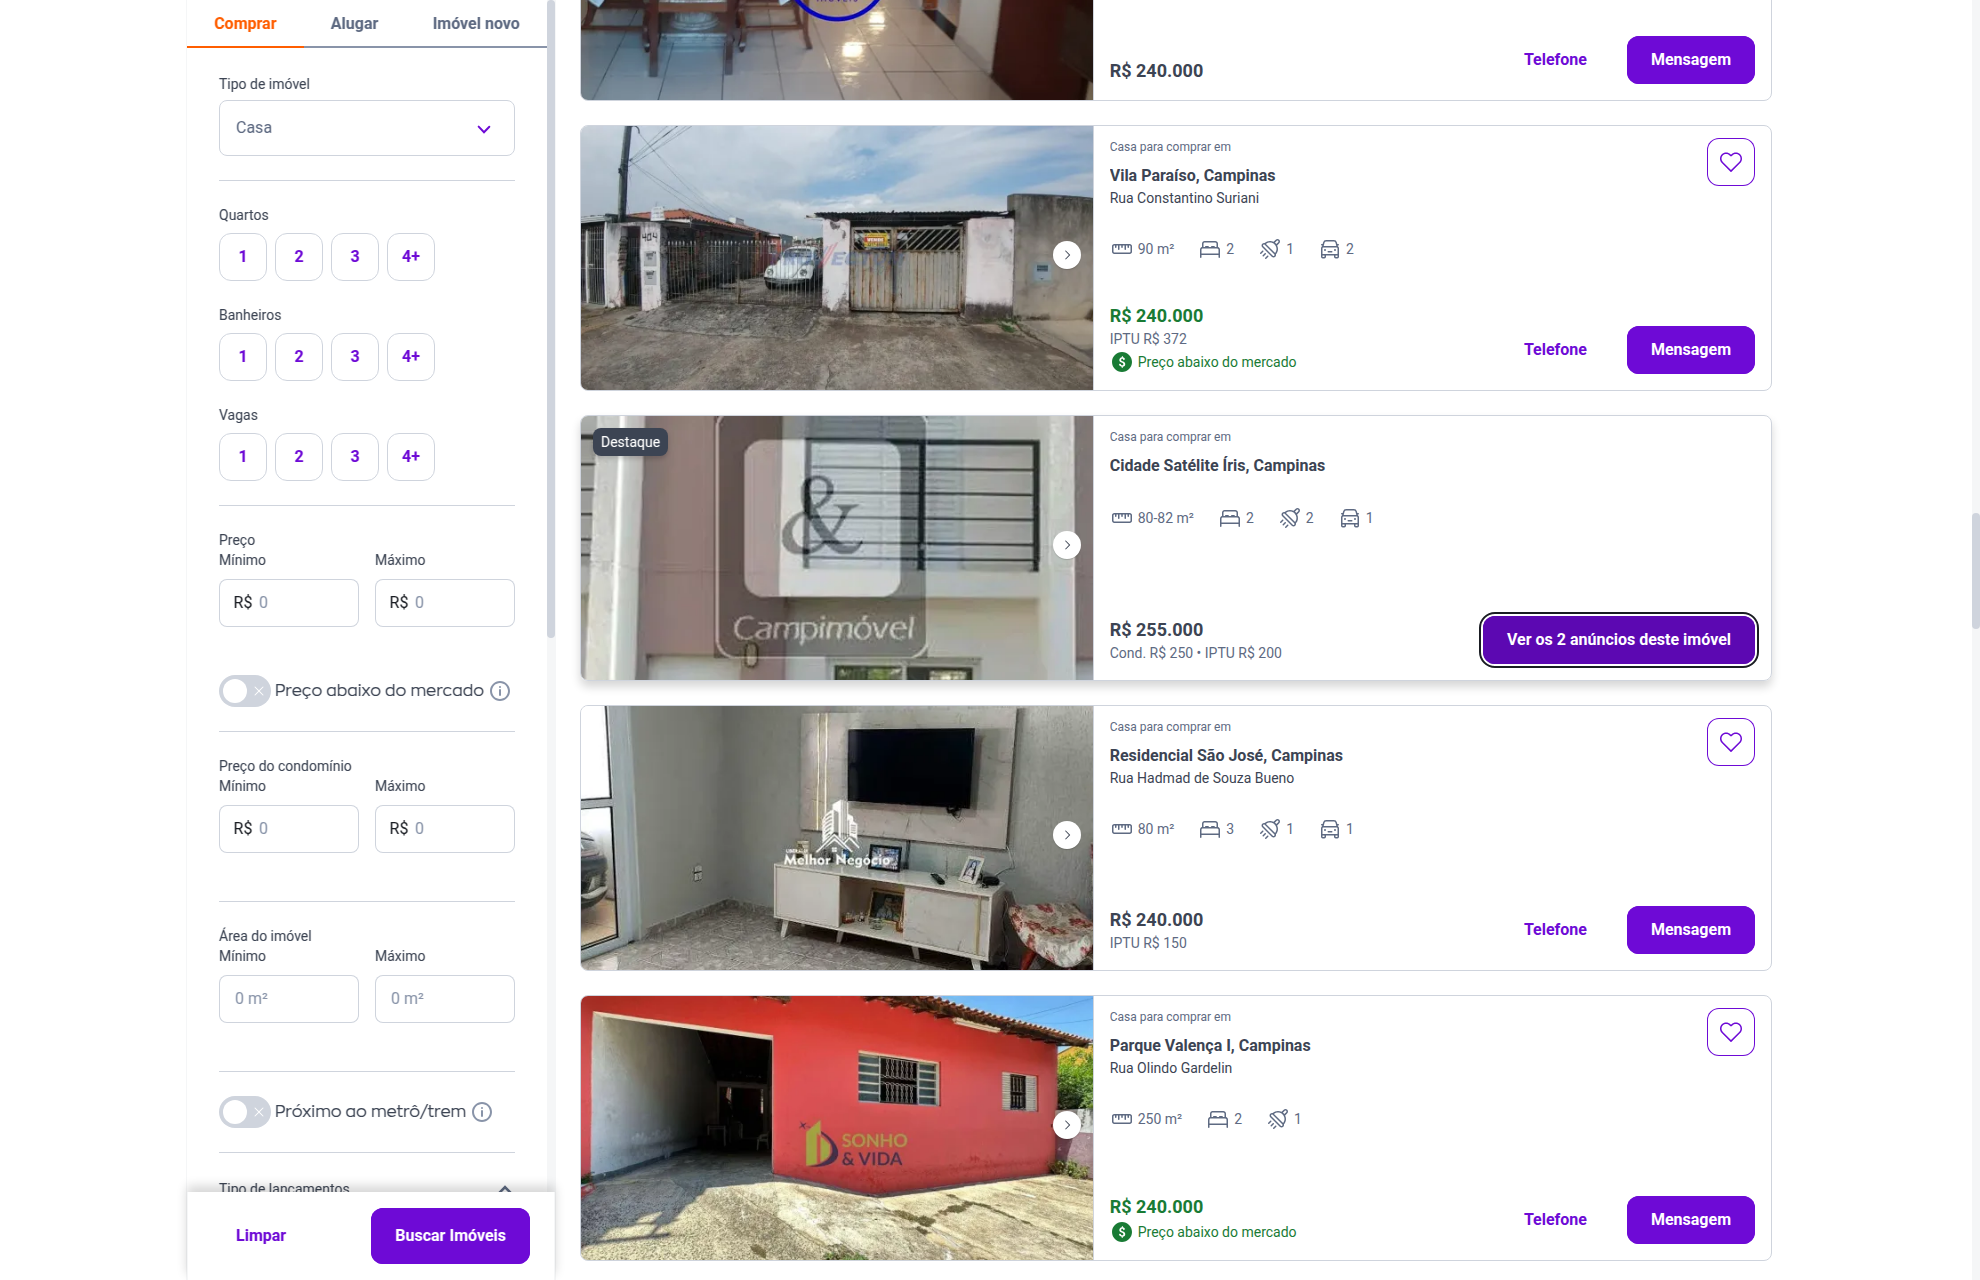 Comprar
Alugar
Imóvel novo
Tipo de imóvel
Casa
Quartos
1
2
3
4+
Banheiros
1
2
3
4+
Vagas
1
2
3
4+
Preço
Mínimo
Máximo
R$ 0
R$ 0
Preço abaixo do mercado
Preço do condomínio
Mínimo
Máximo
R$ 0
R$ 0
Área do imóvel
Mínimo
Máximo
0 m²
0 m²
Próximo ao metrô/trem
Tipo de lançamentos
Limpar
Buscar Imóveis
R$ 240.000
Telefone
Mensagem
Casa para comprar em
Vila Paraíso, Campinas
Rua Constantino Suriani
90 m²
2
1
2
R$ 240.000
IPTU R$ 372
Preço abaixo do mercado
Telefone
Mensagem
Destaque
&
Campimóvel
Casa para comprar em
Cidade Satélite Íris, Campinas
80-82 m²
2
2
1
R$ 255.000
Cond. R$ 250 • IPTU R$ 200
Ver os 2 anúncios deste imóvel
Melhor Negócio
Casa para comprar em
Residencial São José, Campinas
Rua Hadmad de Souza Bueno
80 m²
3
1
1
R$ 240.000
IPTU R$ 150
Telefone
Mensagem
SONHO
& VIDA
Casa para comprar em
Parque Valença I, Campinas
Rua Olindo Gardelin
250 m²
2
1
R$ 240.000
Preço abaixo do mercado
Telefone
Mensagem